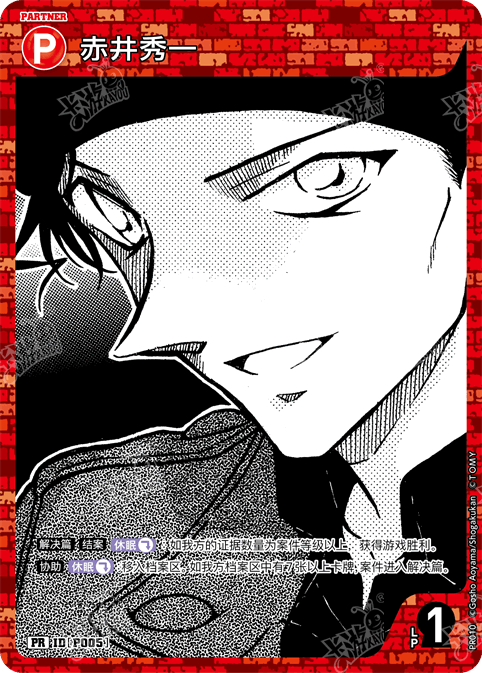 PARTNER
P 赤井秀一
解决篇 结案 休眠 :如我方的证据数量为案件等级以上,获得游戏胜利。
协助 休眠 :移入档案区,如我方档案区中有7张以上卡牌,案件进入解决篇。
PR ID[P005]
LP 1
PR010 ©Gosho Aoyama/Shogakukan ©TOMY